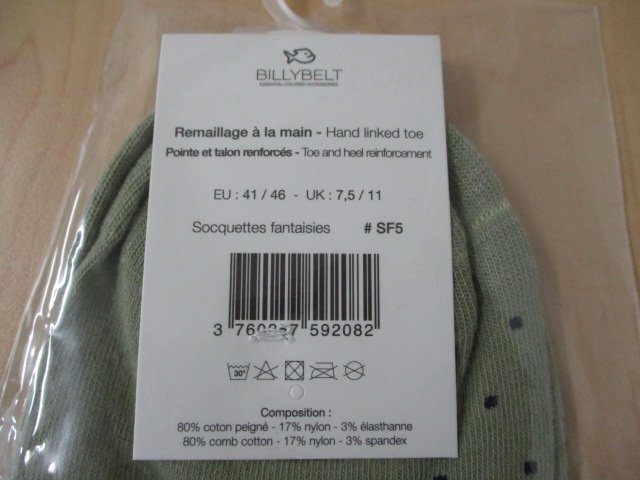 BILLYBELT
ESSENTIAL COLORED ACCESSORIES
Remaillage à la main - Hand linked toe
Pointe et talon renforcés - Toe and heel reinforcement
EU : 41 / 46 - UK : 7,5 / 11
Socquettes fantaisies # SF5
3 592082
30°
Composition :
80% coton peigné - 17% nylon - 3% élasthanne
80% comb cotton - 17% nylon - 3% spandex